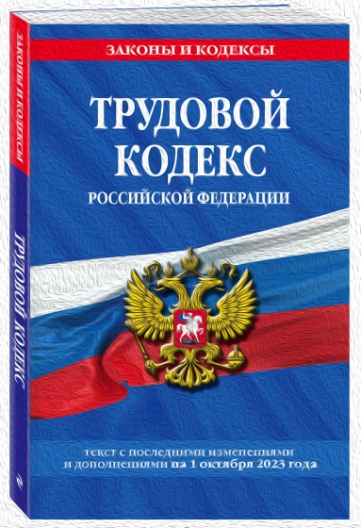 ЗАКОНЫ И КОДЕКСЫ
ТРУДОВОЙ
КОДЕКС
РОССИЙСКОЙ ФЕДЕРАЦИИ
текст с последними изменениями
и дополнениями на 1 октября 2023 года
ЗАКОНЫ И КОДЕКСЫ
ТРУДОВОЙ КОДЕКС